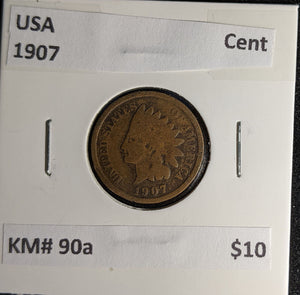 USA
1907
Cent
UNITED STATES OF AMERICA
1907
KM# 90a
$10